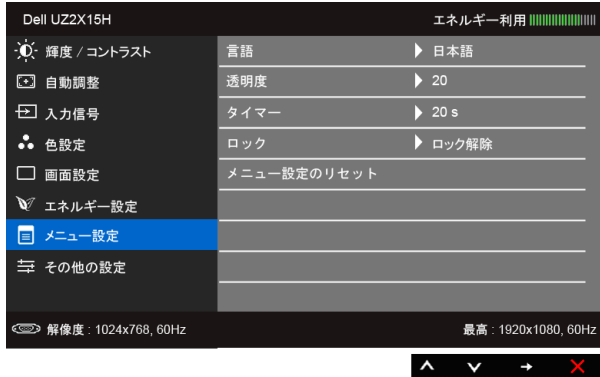 Dell UZ2X15H エネルギー利用
輝度 / コントラスト 言語 日本語
自動調整 透明度 20
入力信号 タイマー 20 s
色設定 ロック ロック解除
画面設定 メニュー設定のリセット
エネルギー設定
メニュー設定
その他の設定
解像度 : 1024x768, 60Hz 最高 : 1920x1080, 60Hz